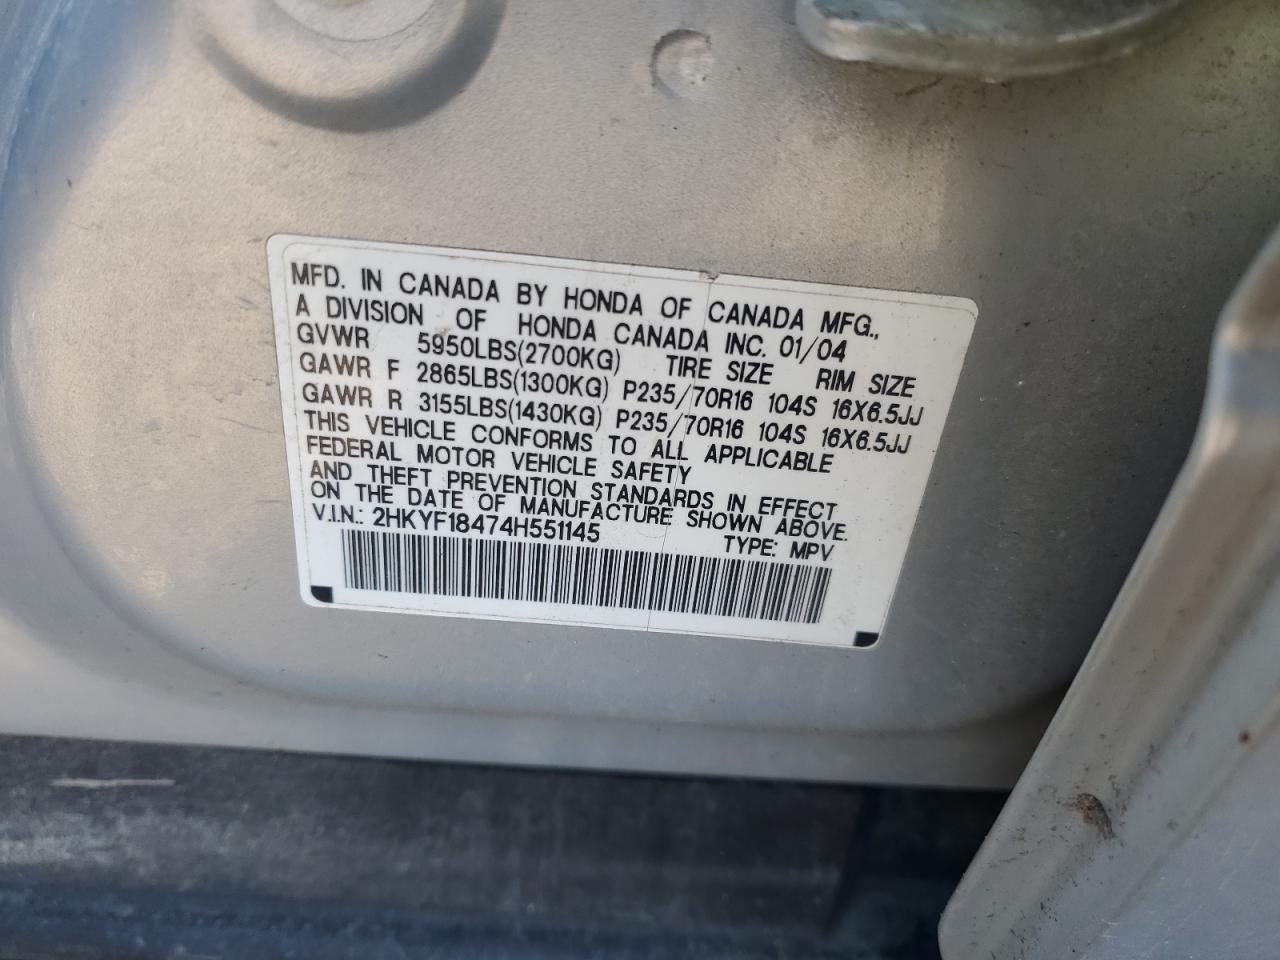 MFD. IN CANADA BY HONDA OF CANADA MFG.,
A DIVISION OF HONDA CANADA INC. 01/04
GVWR 5950LBS(2700KG) TIRE SIZE RIM SIZE
GAWR F 2865LBS(1300KG) P235/70R16 104S 16X6.5JJ
GAWR R 3155LBS(1430KG) P235/70R16 104S 16X6.5JJ
THIS VEHICLE CONFORMS TO ALL APPLICABLE
FEDERAL MOTOR VEHICLE SAFETY
AND THEFT PREVENTION STANDARDS IN EFFECT
ON THE DATE OF MANUFACTURE SHOWN ABOVE.
V.I.N.: 2HKYF18474H551145 TYPE: MPV